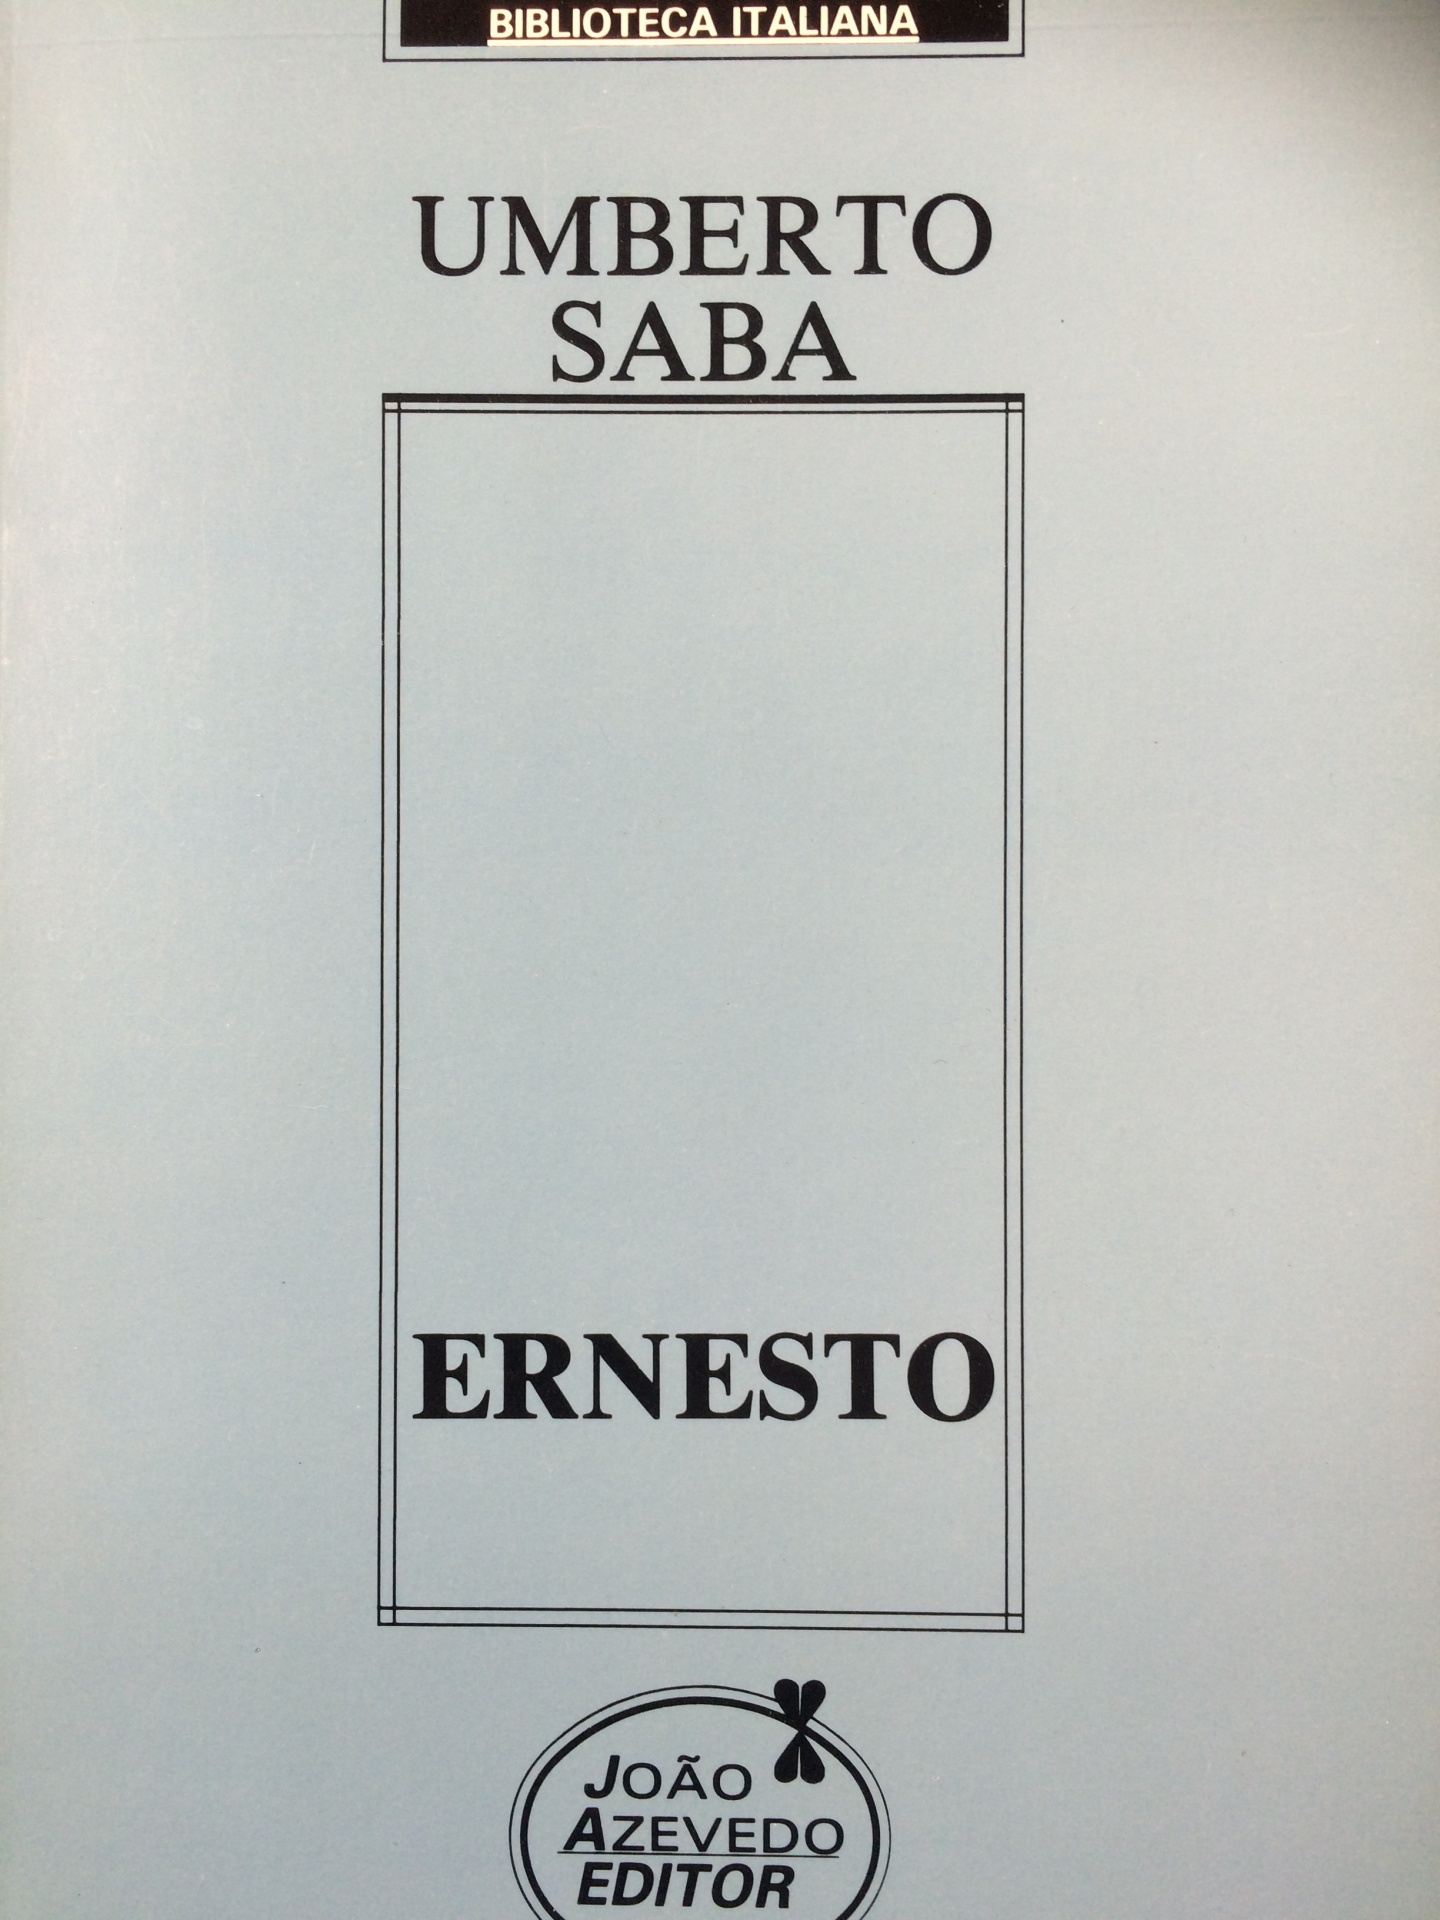 BIBLIOTECA ITALIANA
UMBERTO
SABA
ERNESTO
JOÃO
AZEVEDO
EDITOR